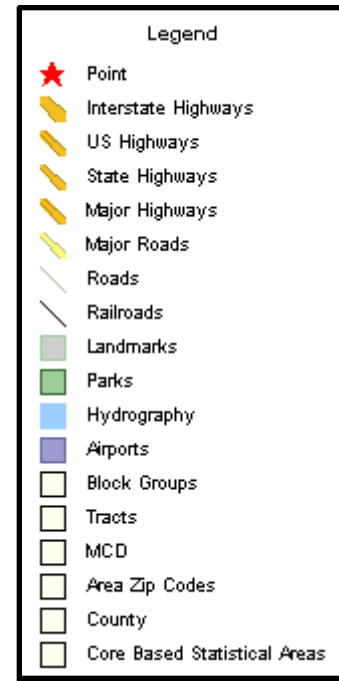 Legend
Point
Interstate Highways
US Highways
State Highways
Major Highways
Major Roads
Roads
Railroads
Landmarks
Parks
Hydrography
Airports
Block Groups
Tracts
MCD
Area Zip Codes
County
Core Based Statistical Areas